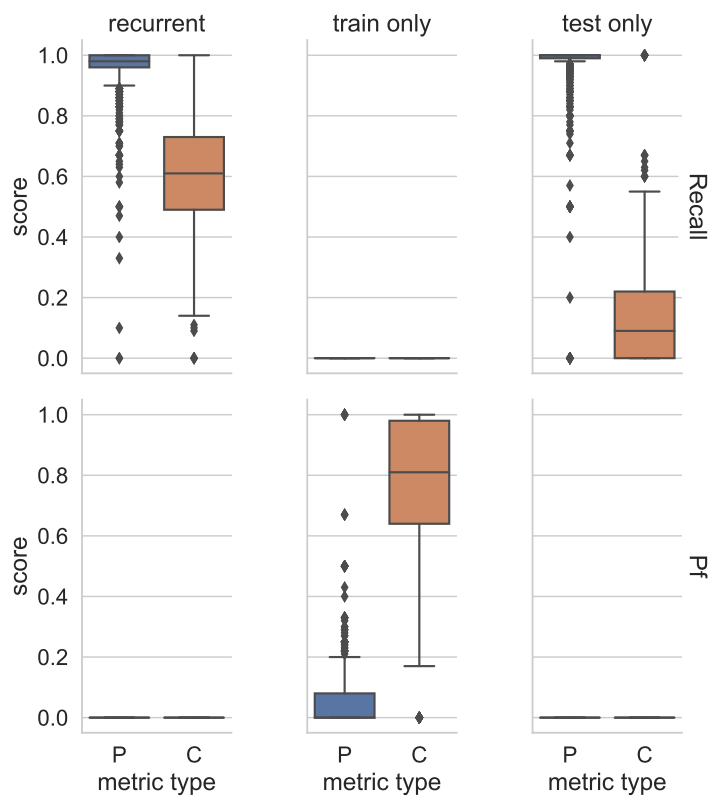 recurrent train only test only
1.0
0.8
0.6
0.4
0.2
0.0
score
Recall
1.0
0.8
0.6
0.4
0.2
0.0
score
Pf
P C P C P C
metric type metric type metric type